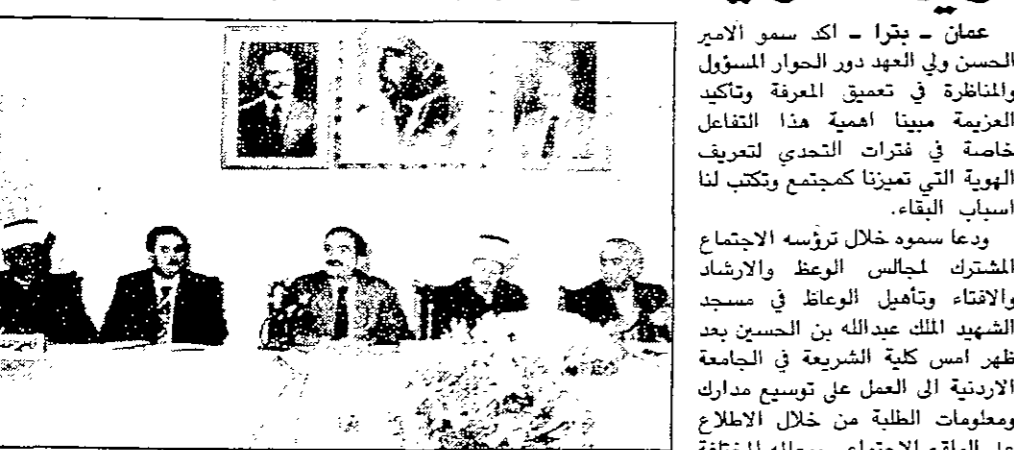 عمان ـ بترا ـ اكد سمو الامير
الحسن ولي العهد دور الحوار المسؤول
والمناظرة في تعميق المعرفة وتأكيد
العزيمة مبينا اهمية هذا التفاعل
خاصة في فترات التحدي لتعريف
الهوية التي تميزنا كمجتمع وتكتب لنا
اسباب البقاء.
ودعا سموه خلال ترؤسه الاجتماع
المشترك لمجالس الوعظ والارشاد
والافتاء وتأهيل الوعاظ في مسجد
الشهيد الملك عبدالله بن الحسين بعد
ظهر امس كلية الشريعة في الجامعة
الاردنية الى العمل على توسيع مدارك
ومعلومات الطلبة من خلال الاطلاع
على الواقع الاجتماعي